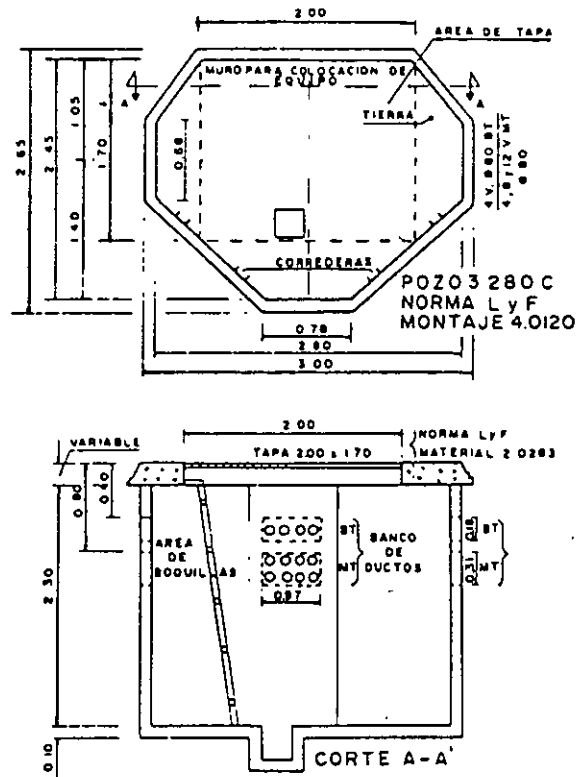 2.00
AREA DE TAPA
MURO PARA COLOCACION DE
EQUIPO
A
A
TIERRA
2.65
2.45
1.05
1.70
1.40
0.68
CORREDERAS
POZO 3 280 C
NORMA L y F
MONTAJE 4.0120
0.78
2.80
3.00
2.00
VARIABLE
TAPA 2.00 x 1.70
NORMA LyF
MATERIAL 2.0283
0.80
0.40
2.30
0.10
AREA
DE
BOQUILLAS
BT
MT
BANCO
DE
DUCTOS
0.97
0.18
BT
0.31
MT
CORTE A-A'